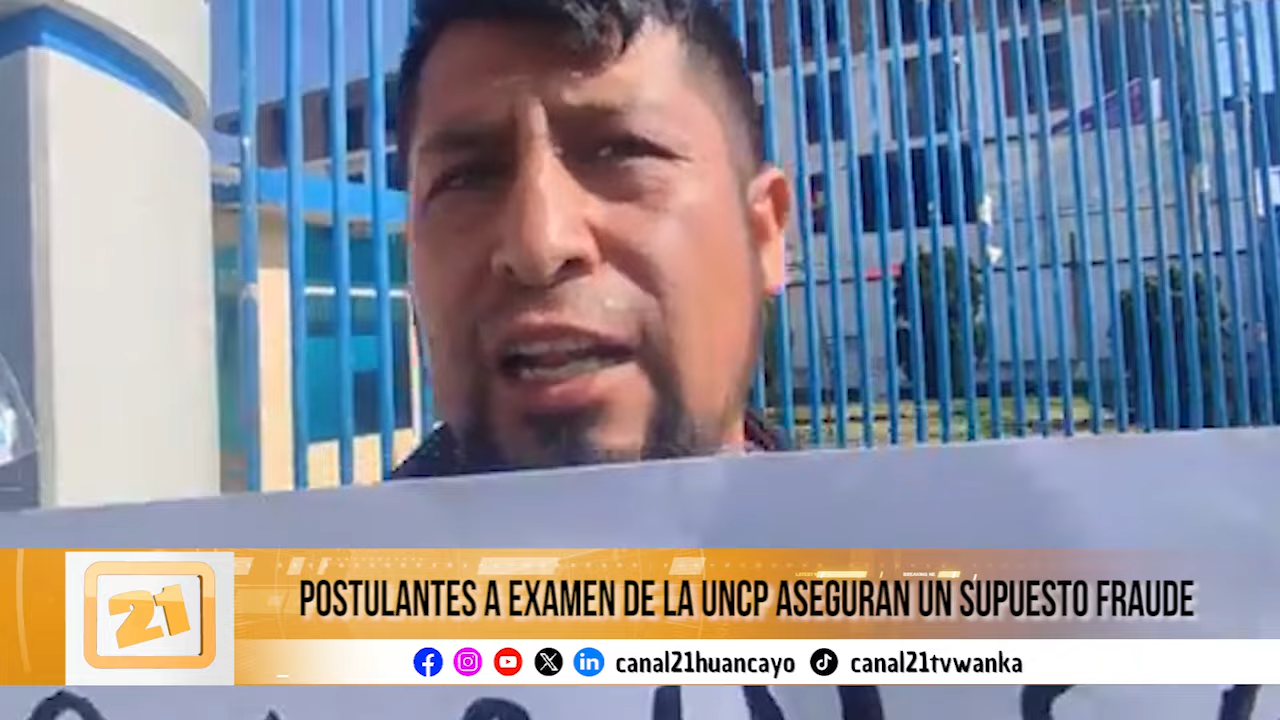 21
POSTULANTES A EXAMEN DE LA UNCP ASEGURAN UN SUPUESTO FRAUDE
canal21huancayo canal21tvwanka